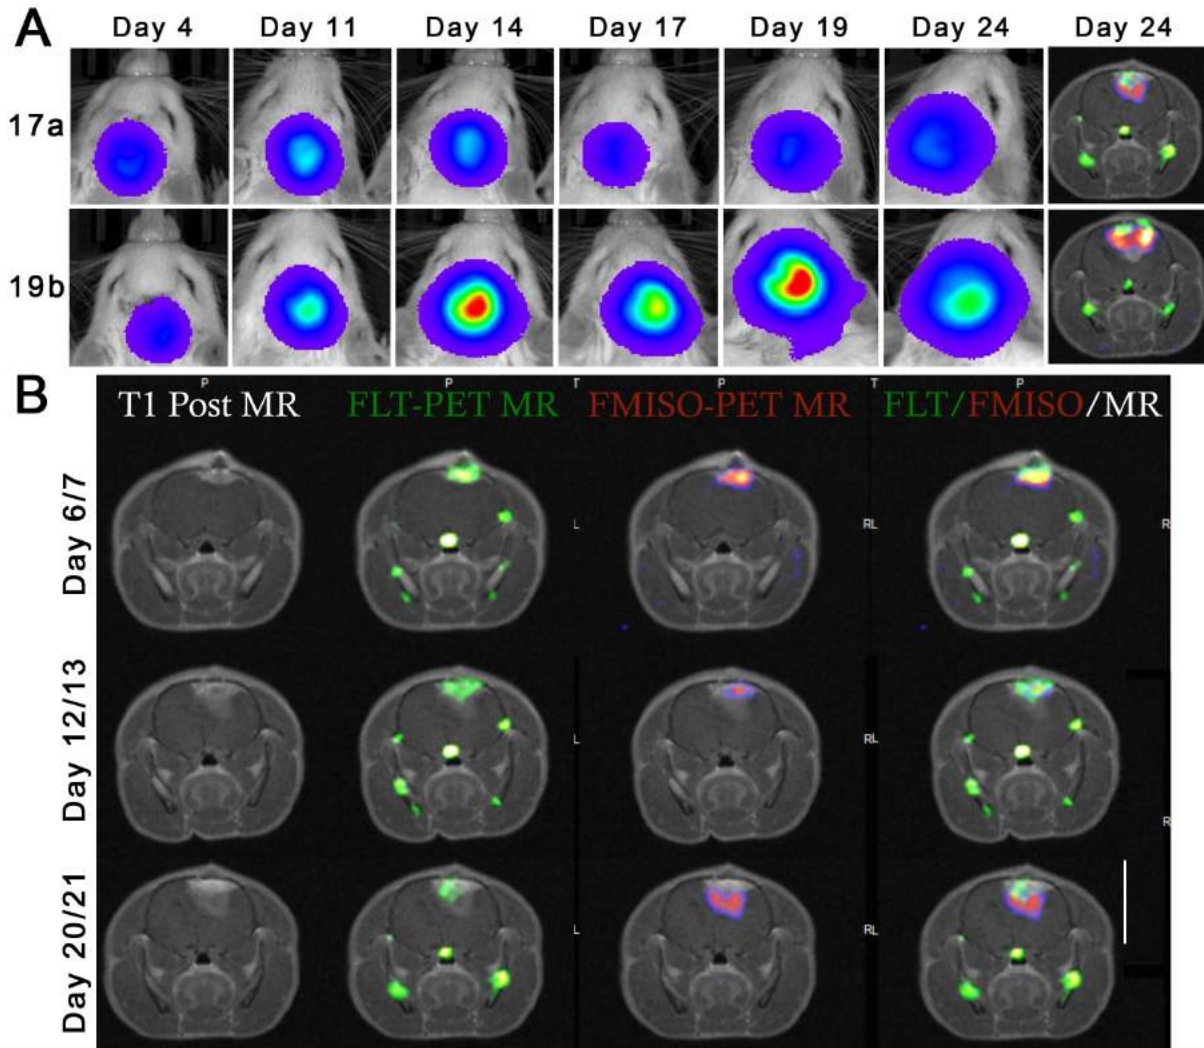 A Day 4 Day 11 Day 14 Day 17 Day 19 Day 24 Day 24
17a
19b
B
P P T P T P
T1 Post MR FLT-PET MR FMISO-PET MR FLT/FMISO/MR
Day 6/7
L RL RL R
Day 12/13
L RL RL
R
Day 20/21
L RL RL